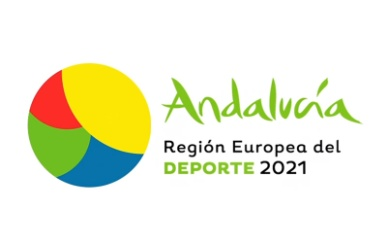 Andalucía
Región Europea del
DEPORTE 2021